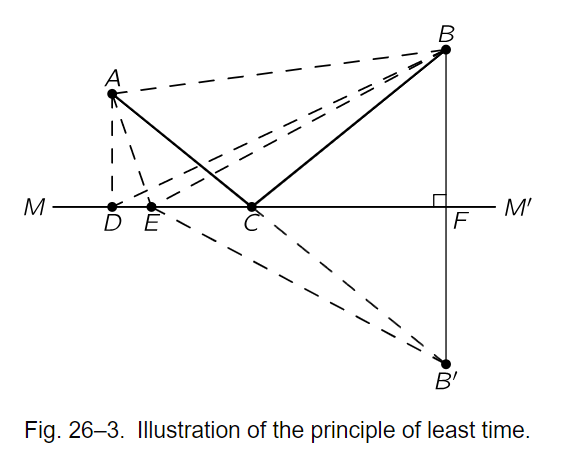 B
A
M
D
E
C
F
M′
B′
Fig. 26–3. Illustration of the principle of least time.